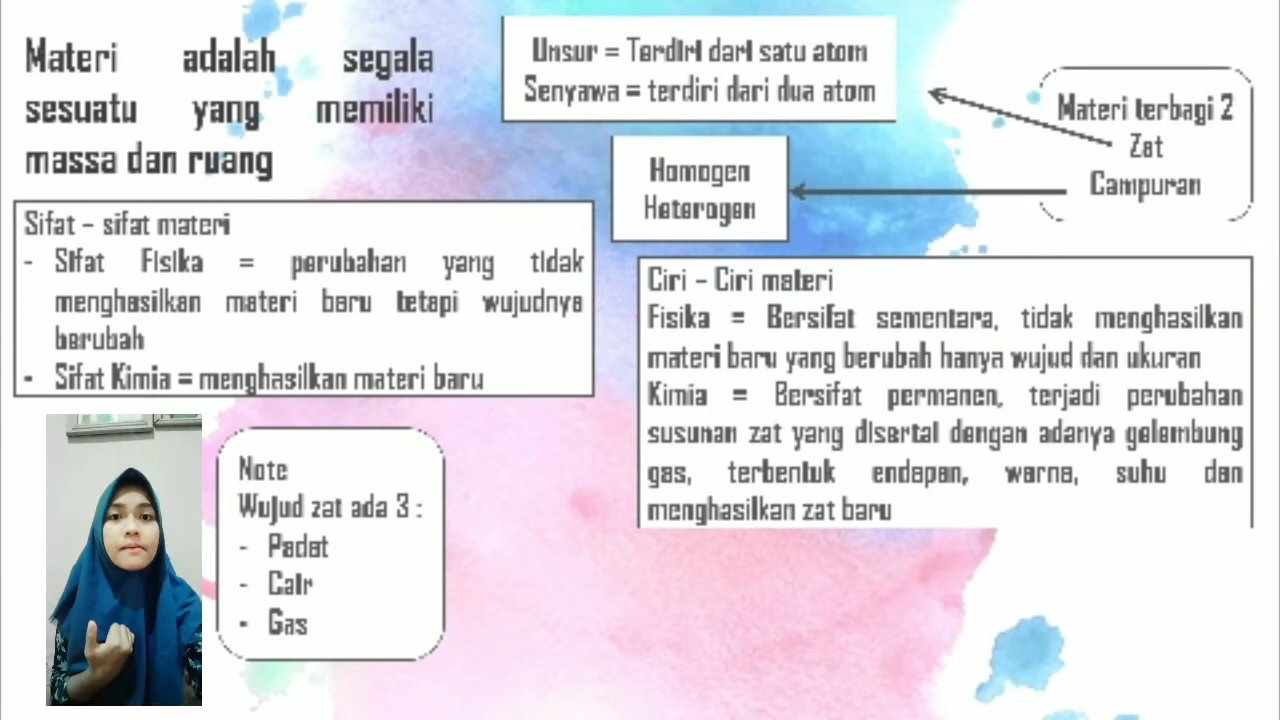 Materi adalah segala
sesuatu yang memiliki
massa dan ruang
Unsur = Terdiri dari satu atom
Senyawa = terdiri dari dua atom
Materi terbagi 2
Zat
Campuran
Homogen
Heterogen
Sifat – sifat materi
- Sifat Fisika = perubahan yang tidak
menghasilkan materi baru tetapi wujudnya
berubah
- Sifat Kimia = menghasilkan materi baru
Ciri – Ciri materi
Fisika = Bersifat sementara, tidak menghasilkan
materi baru yang berubah hanya wujud dan ukuran
Kimia = Bersifat permanen, terjadi perubahan
susunan zat yang disertai dengan adanya gelembung
gas, terbentuk endapan, warna, suhu dan
menghasilkan zat baru
Note
Wujud zat ada 3 :
- Padat
- Cair
- Gas